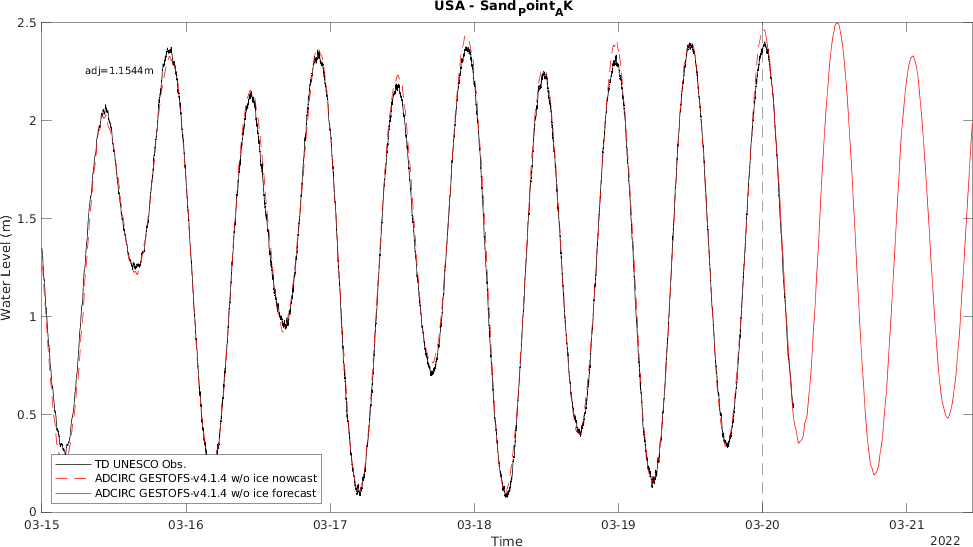 USA - Sand_Point_AK
adj=1.1544m
2.5
2
1.5
1
0.5
0
Water Level (m)
TD UNESCO Obs.
ADCIRC GESTOFS-v4.1.4 w/o ice nowcast
ADCIRC GESTOFS-v4.1.4 w/o ice forecast
03-15 03-16 03-17 03-18 03-19 03-20 03-21
Time
2022